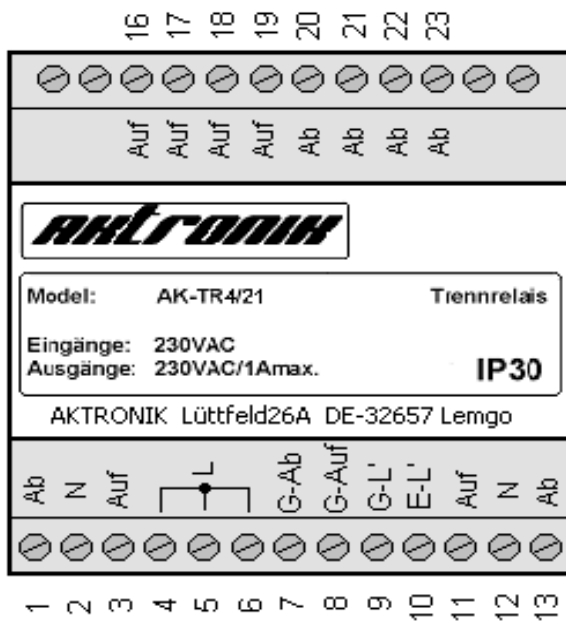 16 17 18 19 20 21 22 23
Auf Auf Auf Auf Ab Ab Ab Ab
AKtronik
Model: AK-TR4/21 Trennrelais
Eingänge: 230VAC
Ausgänge: 230VAC/1Amax. IP30
AKTRONIK Lüttfeld26A DE-32657 Lemgo
Ab N Auf L G-Ab G-Auf G-L' E-L' Auf N Ab
1 2 3 4 5 6 7 8 9 10 11 12 13